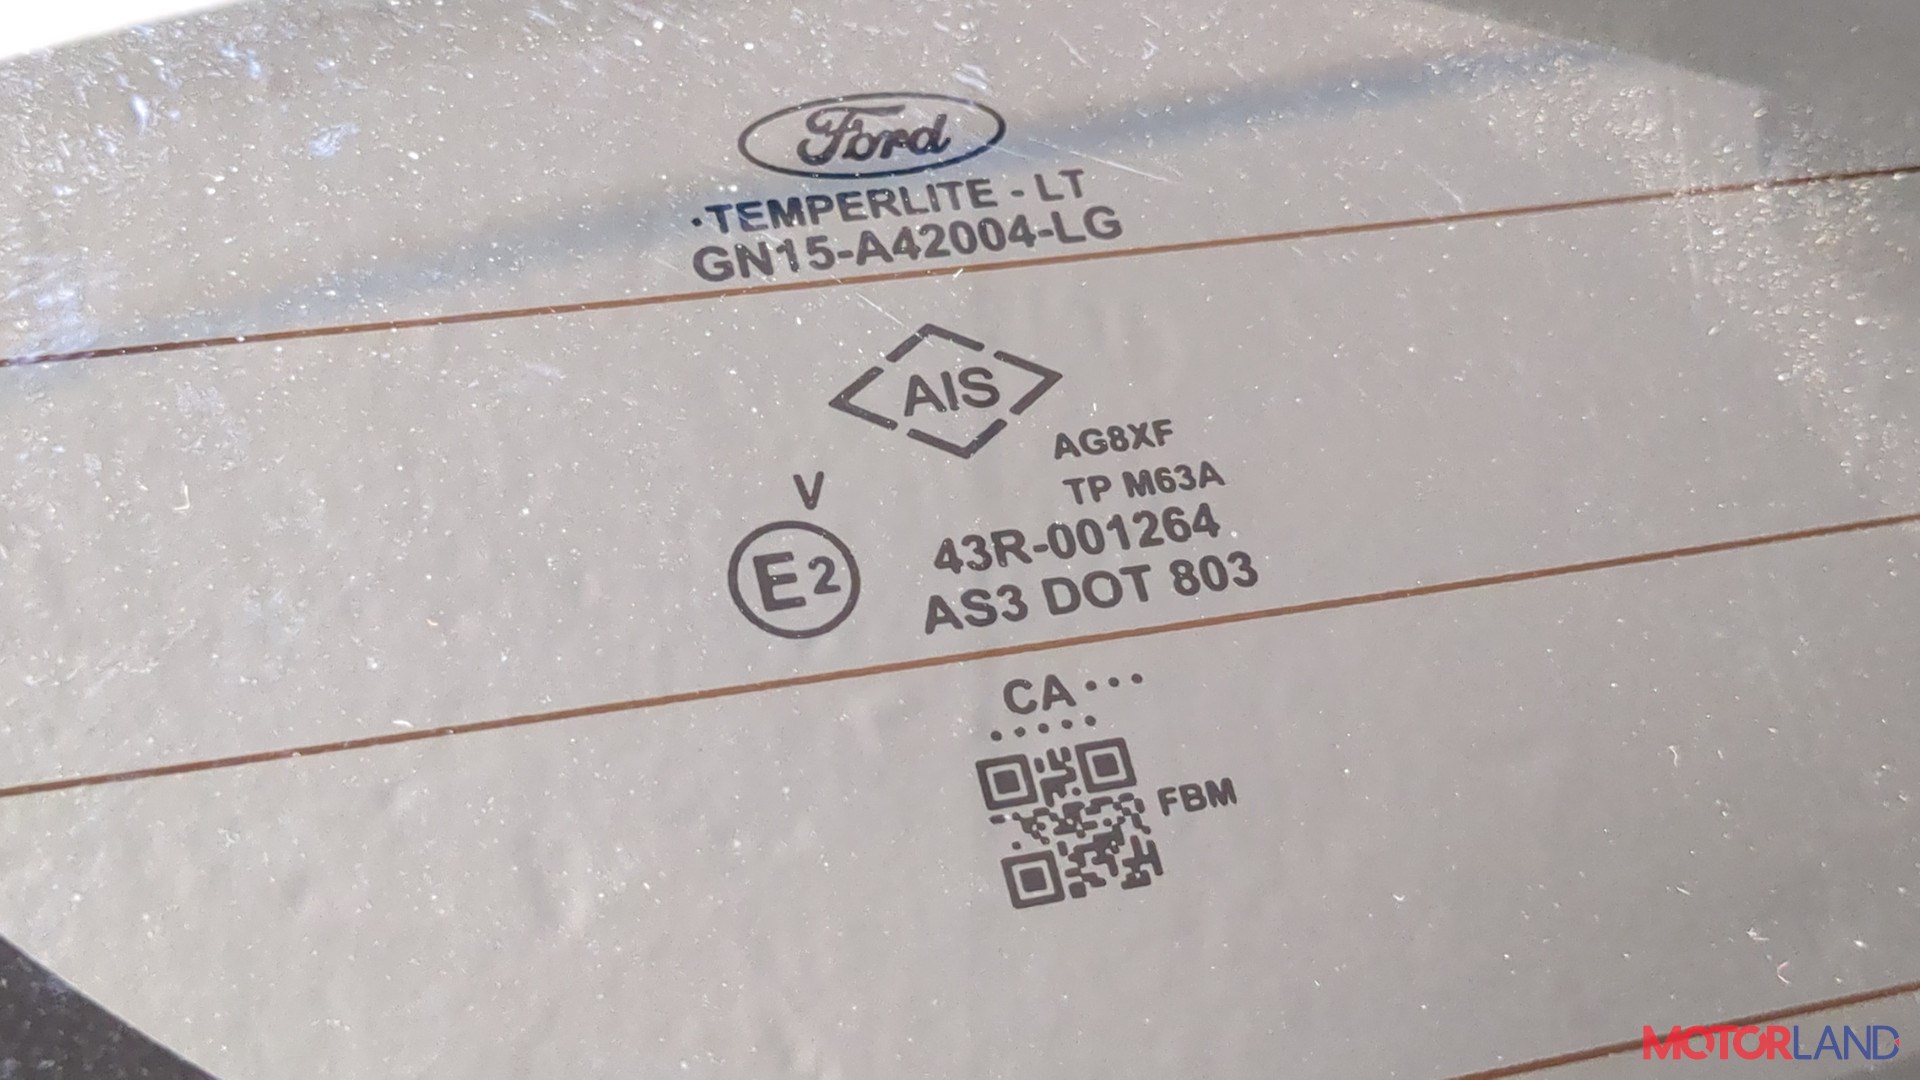 Ford
·TEMPERLITE - LT
GN15-A42004-LG
AIS
AG8XF
TP M63A
V
E2
43R-001264
AS3 DOT 803
CA···
·····
FBM
MOTORLAND